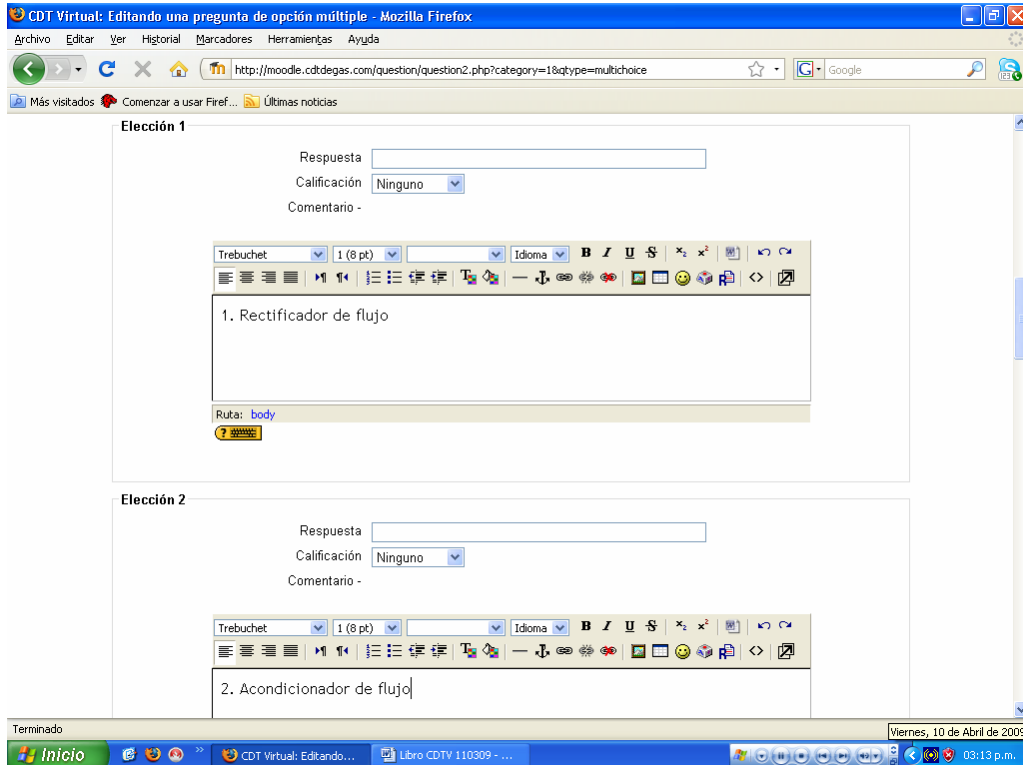 CDT Virtual: Editando una pregunta de opción múltiple - Mozilla Firefox
Archivo Editar Ver Historial Marcadores Herramientas Ayuda
http://moodle.cdtdegas.com/question/question2.php?category=1&qtype=multichoice
G Google
Más visitados Comenzar a usar Firef... Últimas noticias
Elección 1
Respuesta
Calificación Ninguno
Comentario -
Trebuchet 1 (8 pt) Idioma B I U S x₂ x²
1. Rectificador de flujo
Ruta: body
?
Elección 2
Respuesta
Calificación Ninguno
Comentario -
Trebuchet 1 (8 pt) Idioma B I U S x₂ x²
2. Acondicionador de flujo
Terminado
Viernes, 10 de Abril de 2009
Inicio CDT Virtual: Editando... Libro CDTV 110309 - ... 03:13 p.m.